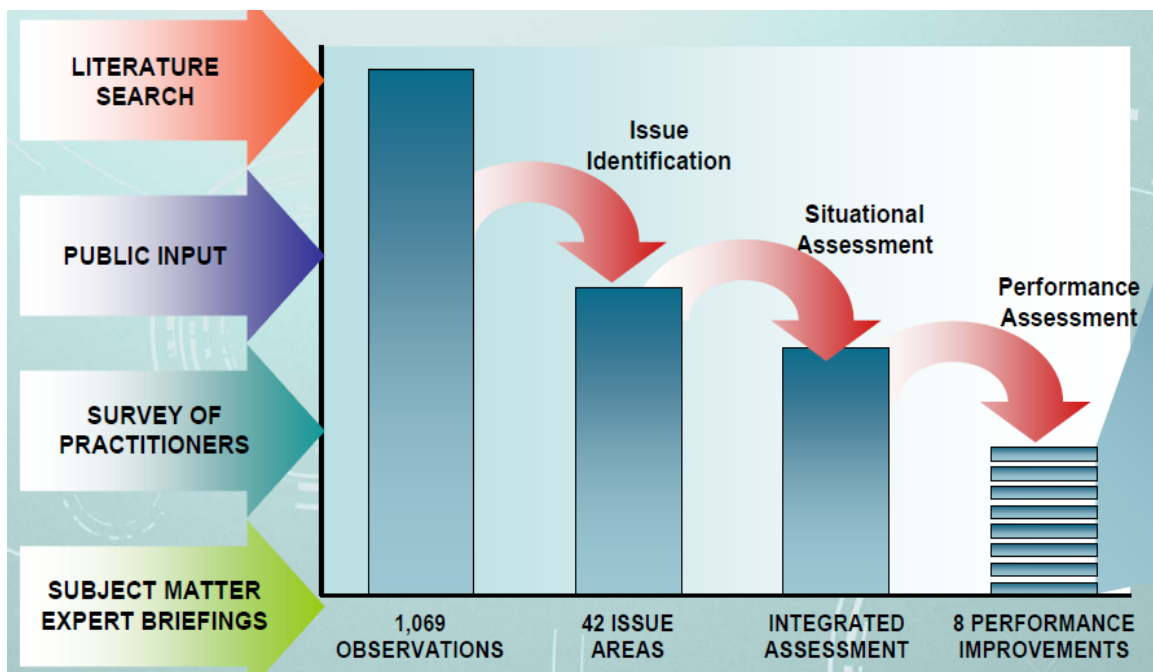 LITERATURE
SEARCH
PUBLIC INPUT
SURVEY OF
PRACTITIONERS
SUBJECT MATTER
EXPERT BRIEFINGS
Issue
Identification
Situational
Assessment
Performance
Assessment
1,069
OBSERVATIONS
42 ISSUE
AREAS
INTEGRATED
ASSESSMENT
8 PERFORMANCE
IMPROVEMENTS